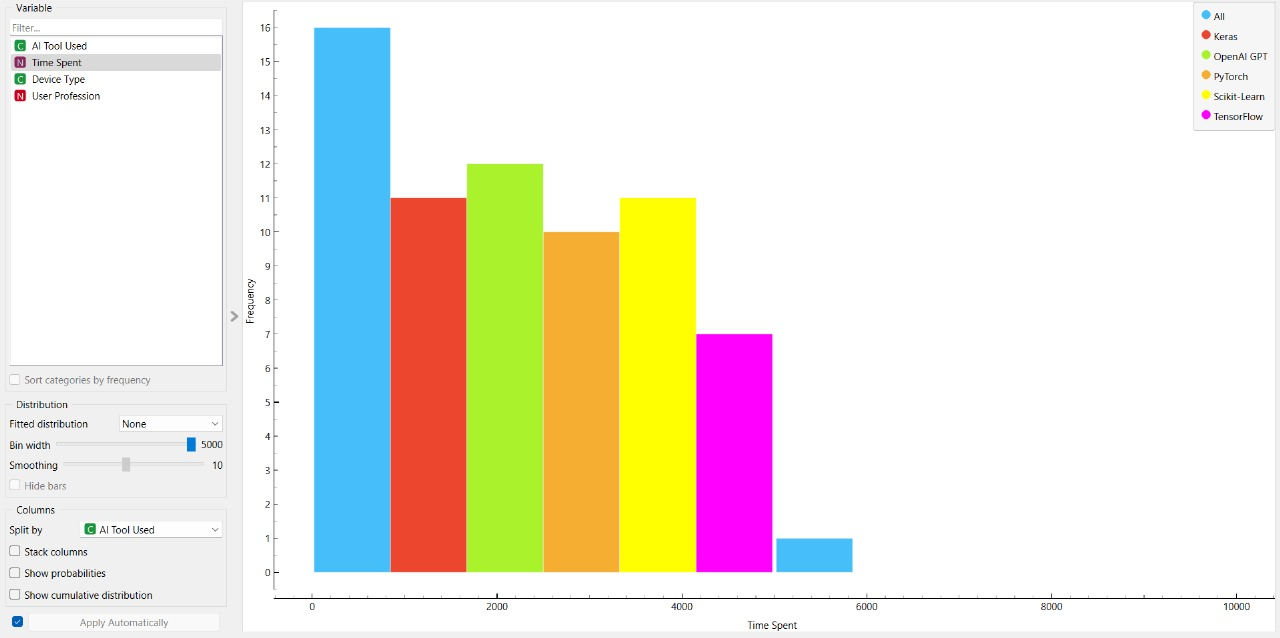 Variable
Filter...
C AI Tool Used
N Time Spent
C Device Type
N User Profession
Sort categories by frequency
Distribution
Fitted distribution None
Bin width 5000
Smoothing 10
Hide bars
Columns
Split by C AI Tool Used
Stack columns
Show probabilities
Show cumulative distribution
Apply Automatically
Frequency
16
15
14
13
12
11
10
9
8
7
6
5
4
3
2
1
0
0 2000 4000 6000 8000 10000
Time Spent
All
Keras
OpenAI GPT
PyTorch
Scikit-Learn
TensorFlow